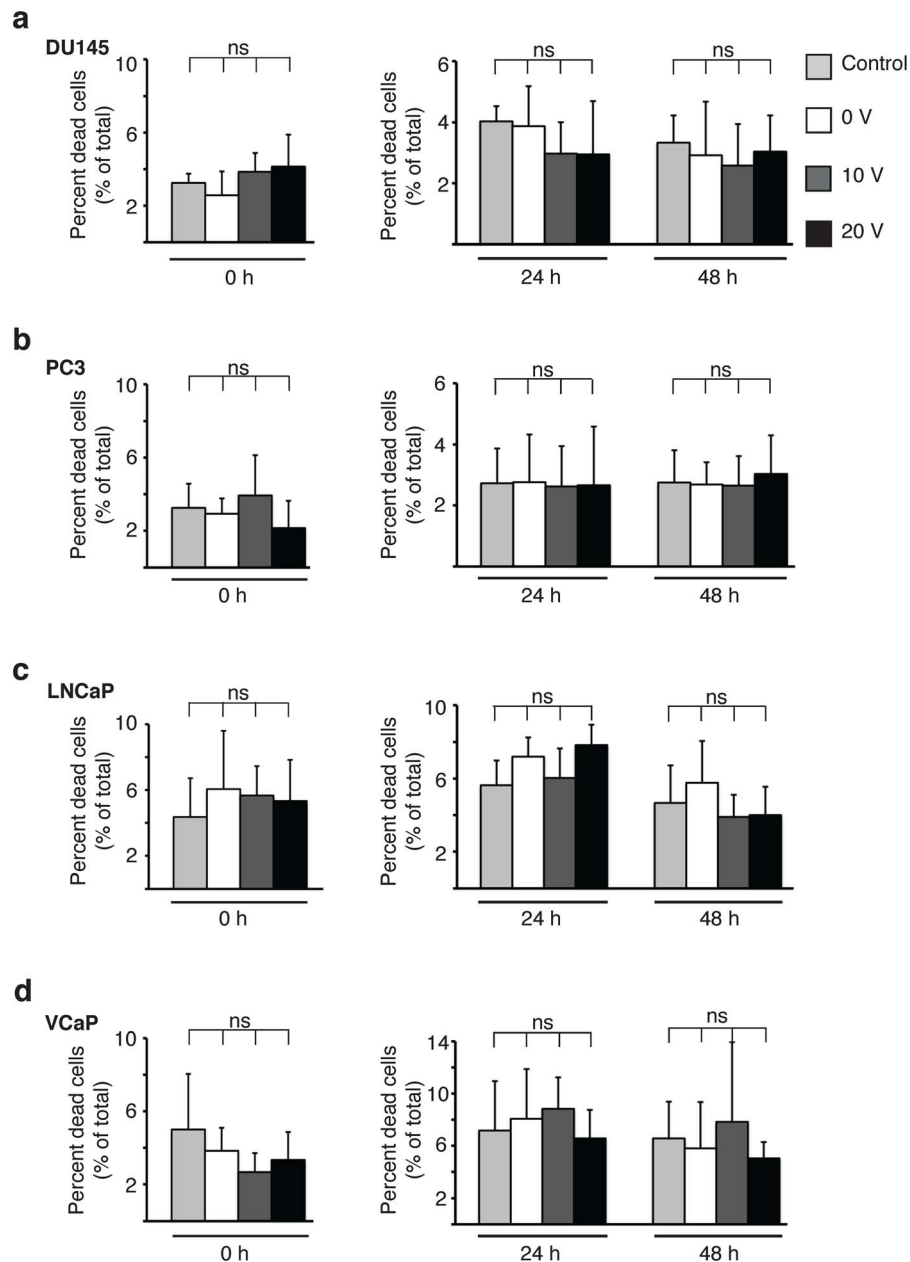 a
DU145
Percent dead cells
(% of total)
10
6
2
ns
0 h
Percent dead cells
(% of total)
6
4
2
ns
24 h
ns
48 h
Control
0 V
10 V
20 V
b
PC3
Percent dead cells
(% of total)
10
6
2
ns
0 h
Percent dead cells
(% of total)
6
4
2
ns
24 h
ns
48 h
c
LNCaP
Percent dead cells
(% of total)
10
6
2
ns
0 h
Percent dead cells
(% of total)
10
6
2
ns
24 h
ns
48 h
d
VCaP
Percent dead cells
(% of total)
10
6
2
ns
0 h
Percent dead cells
(% of total)
14
10
6
2
ns
24 h
ns
48 h